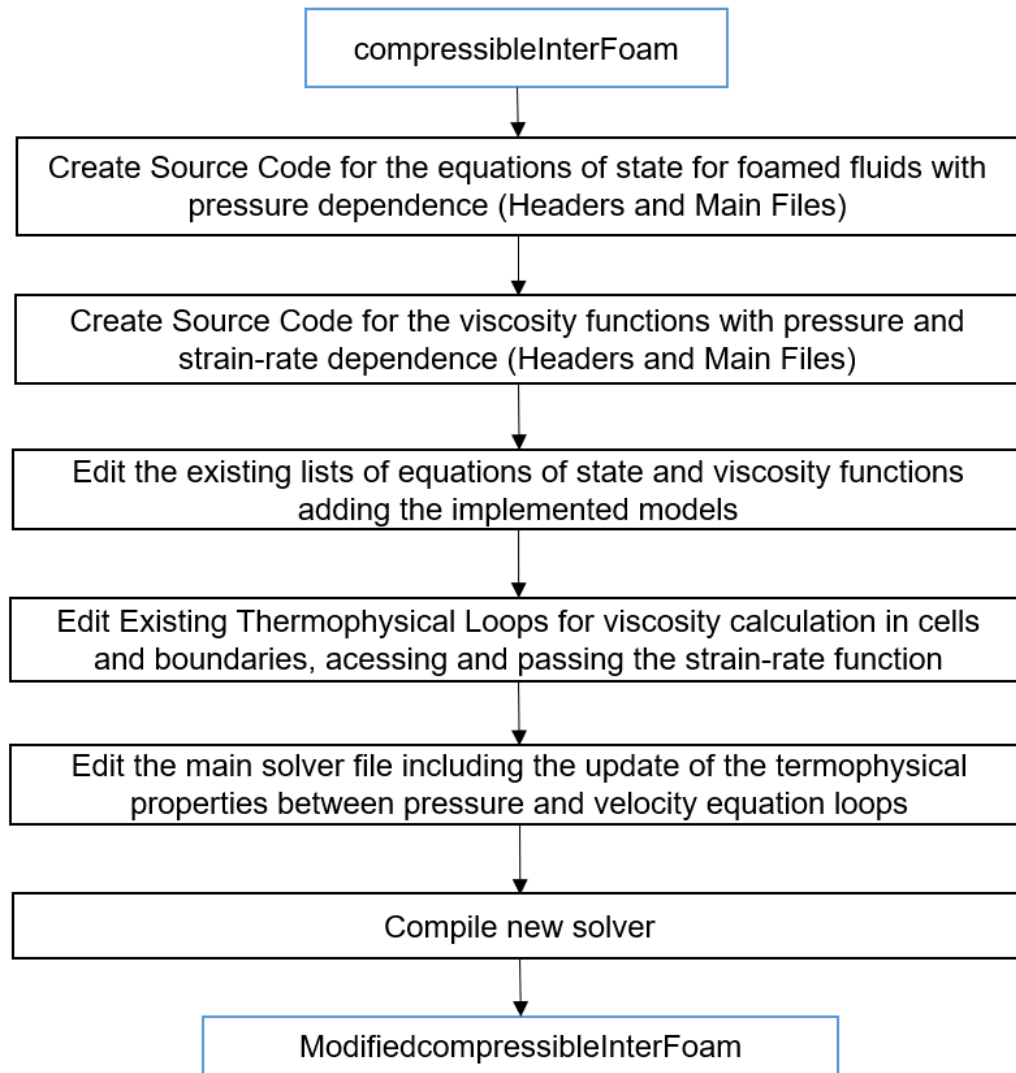 compressibleInterFoam
Create Source Code for the equations of state for foamed fluids with
pressure dependence (Headers and Main Files)
Create Source Code for the viscosity functions with pressure and
strain-rate dependence (Headers and Main Files)
Edit the existing lists of equations of state and viscosity functions
adding the implemented models
Edit Existing Thermophysical Loops for viscosity calculation in cells
and boundaries, acessing and passing the strain-rate function
Edit the main solver file including the update of the termophysical
properties between pressure and velocity equation loops
Compile new solver
ModifiedcompressibleInterFoam